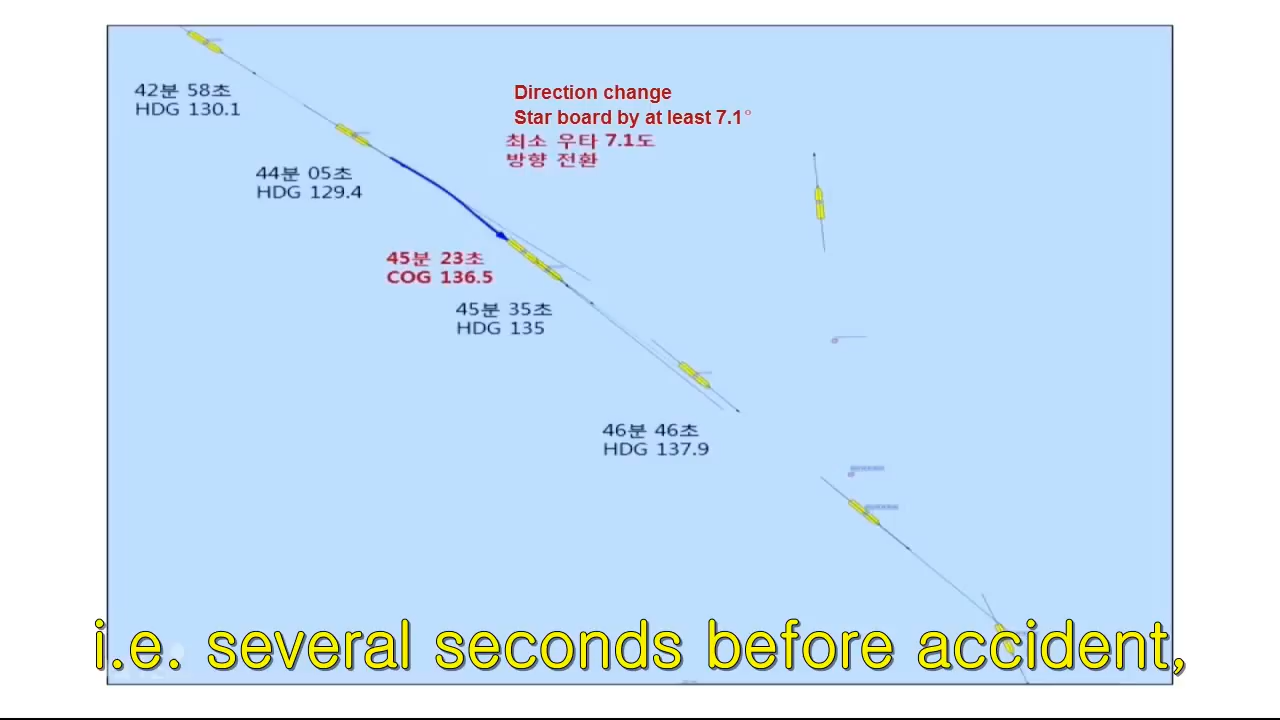 42분 58초
HDG 130.1
Direction change
Star board by at least 7.1°
최소 우타 7.1도
방향 전환
44분 05초
HDG 129.4
45분 23초
COG 136.5
45분 35초
HDG 135
46분 46초
HDG 137.9
i.e. several seconds before accident,